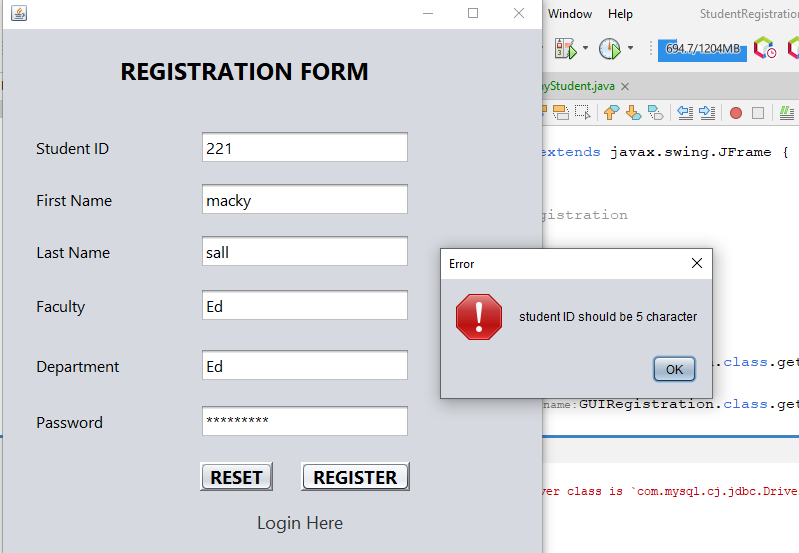 Window Help StudentRegistration
694.7/1204MB
myStudent.java
REGISTRATION FORM
Student ID 221
First Name macky
Last Name sall
Faculty Ed
Department Ed
Password *********
RESET REGISTER
Login Here
extends javax.swing.JFrame {
gistration
Error
student ID should be 5 character
OK
.class.get
name:GUIRegistration.class.get
ver class is `com.mysql.cj.jdbc.Drive